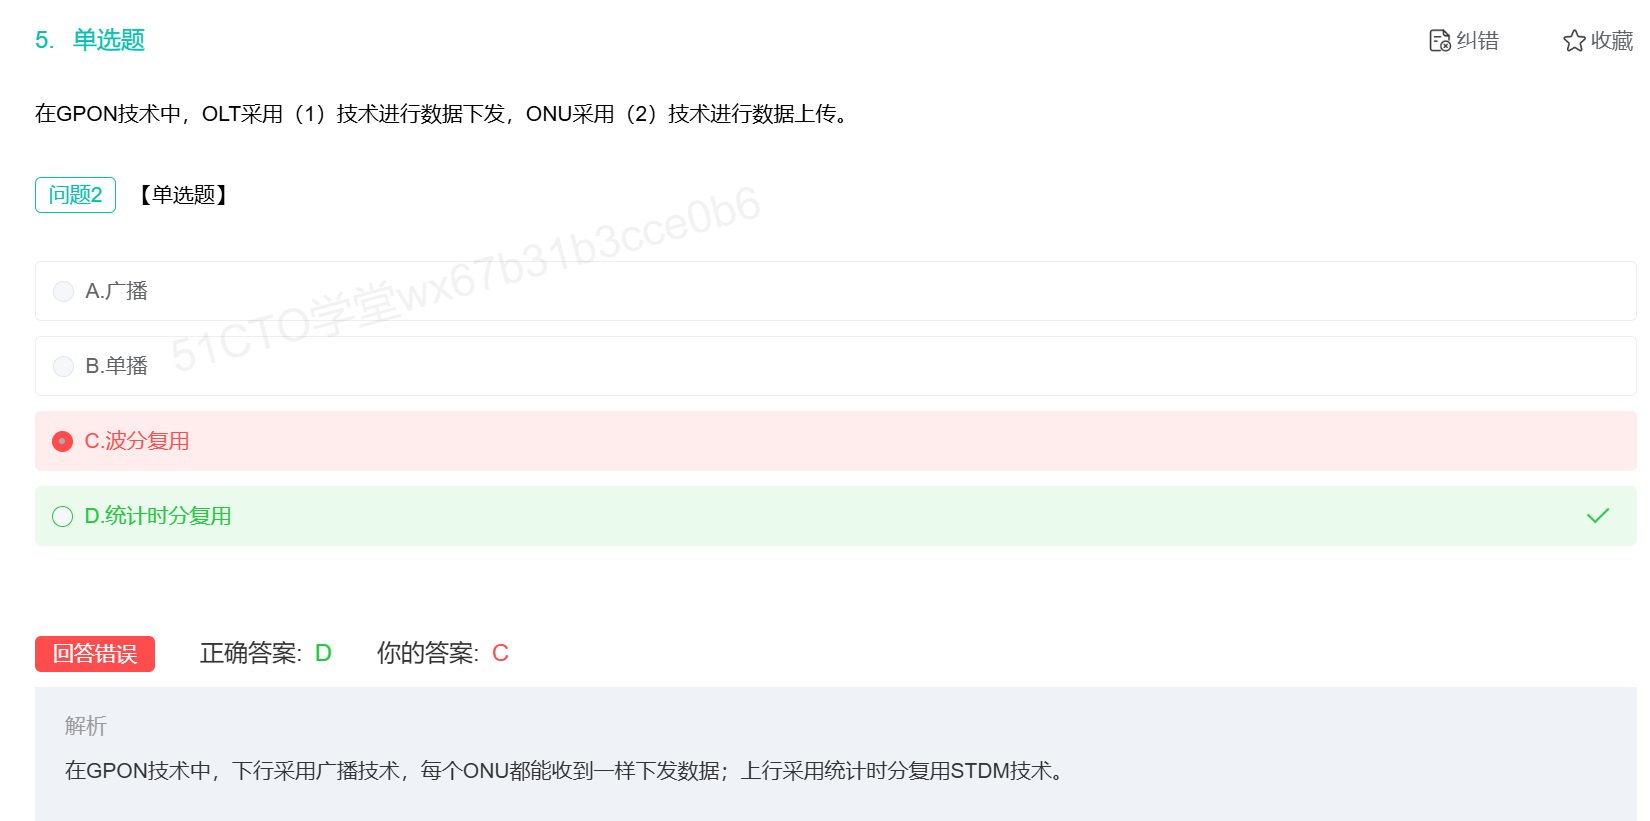 5. 单选题
纠错
收藏
在GPON技术中，OLT采用（1）技术进行数据下发，ONU采用（2）技术进行数据上传。
问题2 【单选题】
51CTO学堂wx67b31b3cce0b6
A.广播
B.单播
C.波分复用
D.统计时分复用
回答错误 正确答案: D 你的答案: C
解析
在GPON技术中，下行采用广播技术，每个ONU都能收到一样下发数据；上行采用统计时分复用STDM技术。